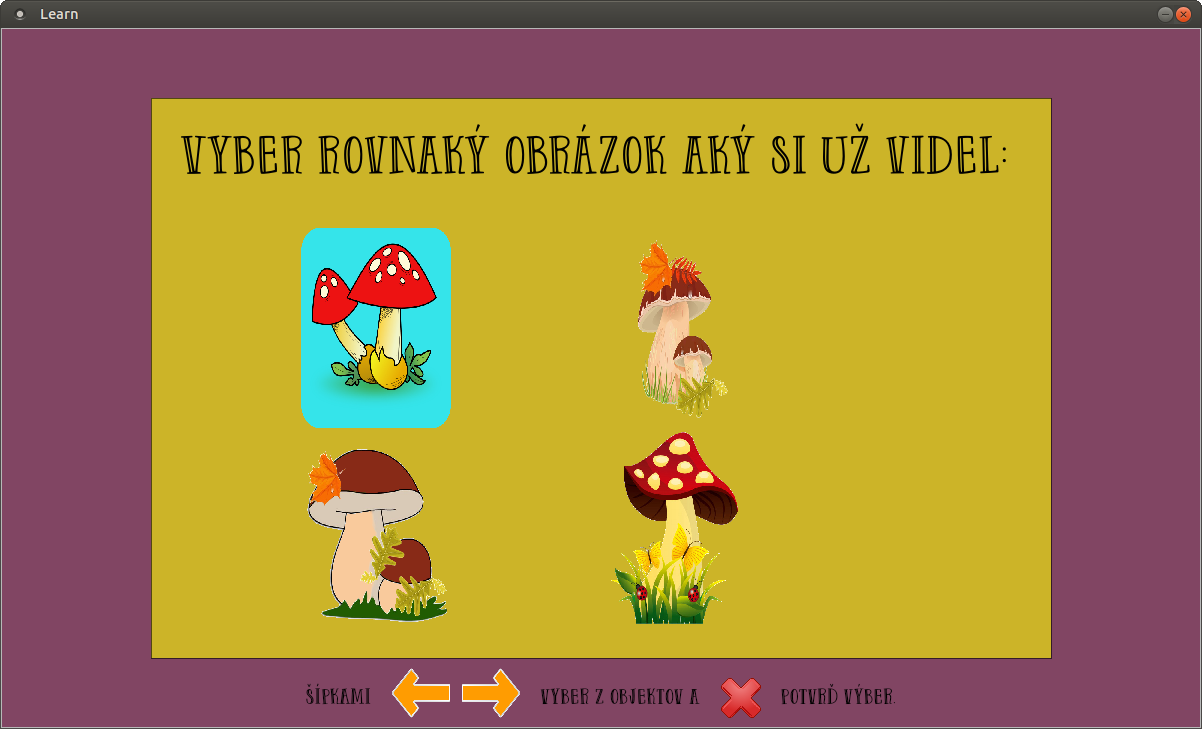 Learn
VYBER ROVNAKÝ OBRÁZOK AKÝ SI UŽ VIDEL:
ŠÍPKAMI VYBER Z OBJEKTOV A POTVRĎ VÝBER